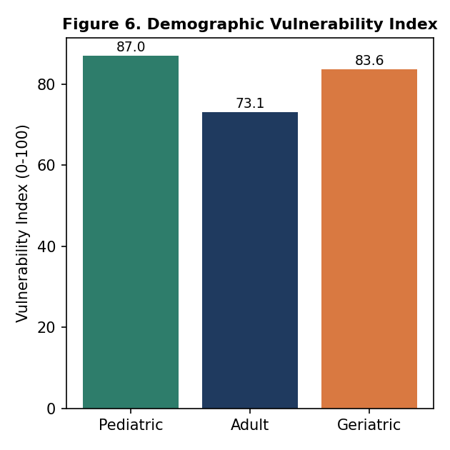 Figure 6. Demographic Vulnerability Index
Vulnerability Index (0-100)
80
60
40
20
0
87.0
73.1
83.6
Pediatric
Adult
Geriatric